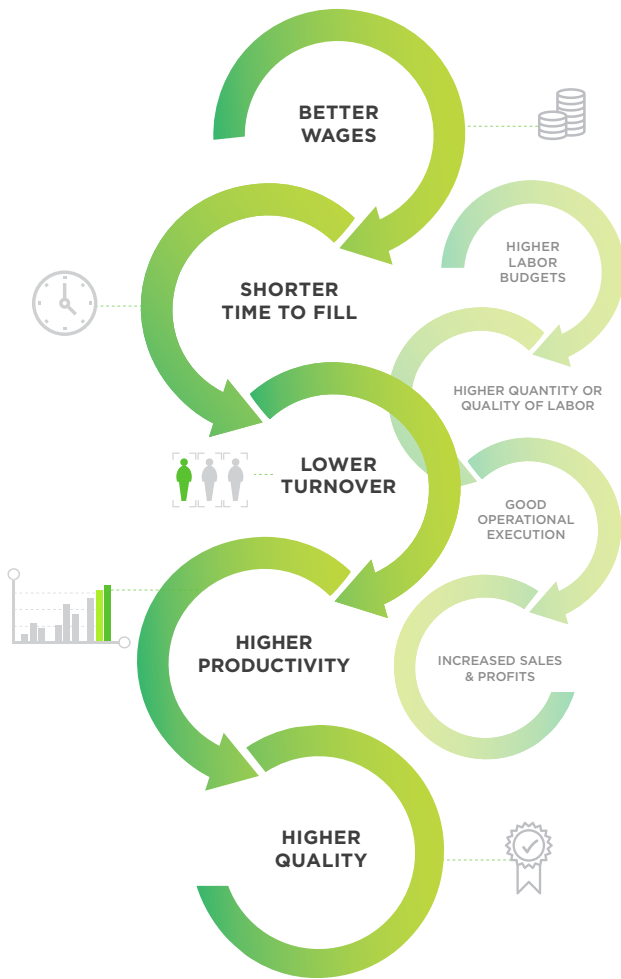 BETTER
WAGES
HIGHER
LABOR
BUDGETS
SHORTER
TIME TO FILL
HIGHER QUANTITY OR
QUALITY OF LABOR
LOWER
TURNOVER
GOOD
OPERATIONAL
EXECUTION
HIGHER
PRODUCTIVITY
INCREASED SALES
& PROFITS
HIGHER
QUALITY